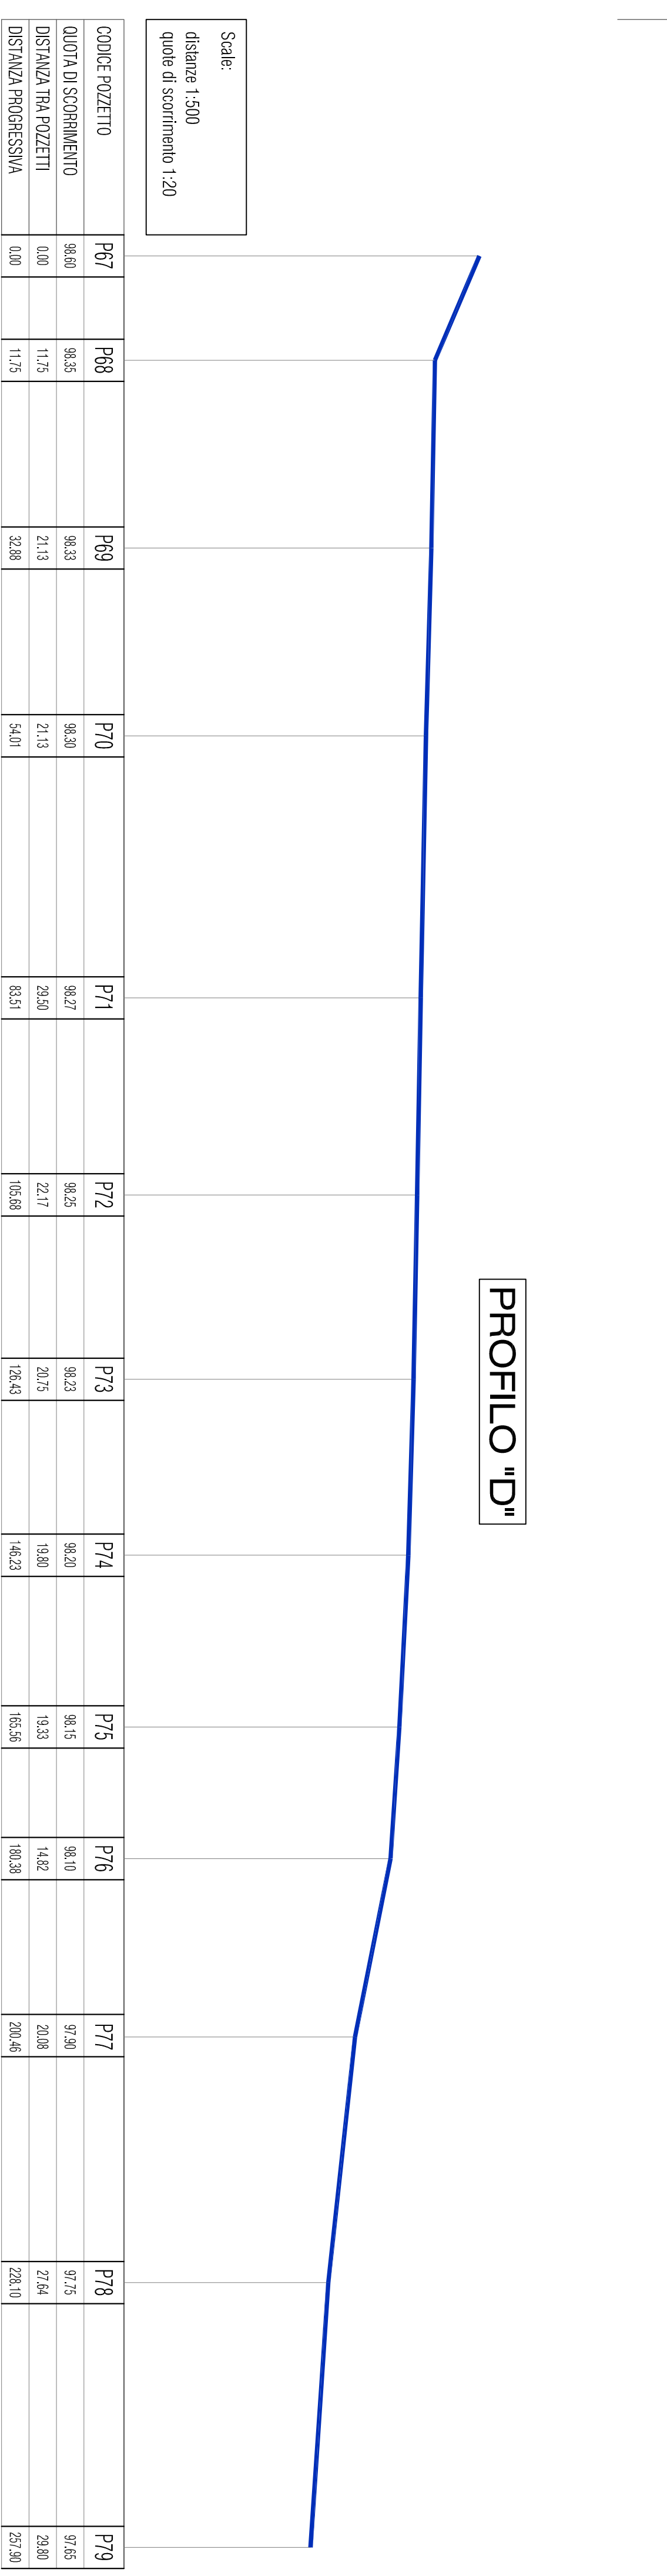 PROFILO "D"
Scale:
distanze 1:500
quote di scorrimento 1:20
CODICE POZZETTO P67 P68 P69 P70 P71 P72 P73 P74 P75 P76 P77 P78 P79
QUOTA DI SCORRIMENTO 98.60 98.35 98.33 98.30 98.27 98.25 98.23 98.20 98.15 98.10 97.90 97.75 97.65
DISTANZA TRA POZZETTI 0.00 11.75 21.13 21.13 29.50 22.17 20.75 19.80 19.33 14.82 20.08 27.64 29.80
DISTANZA PROGRESSIVA 0.00 11.75 32.88 54.01 83.51 105.68 126.43 146.23 165.56 180.38 200.46 228.10 257.90